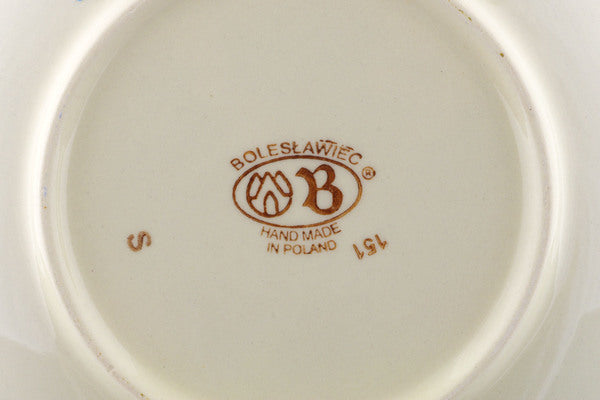 BOLESŁAWIEC®
B
HAND MADE
IN POLAND
151
S